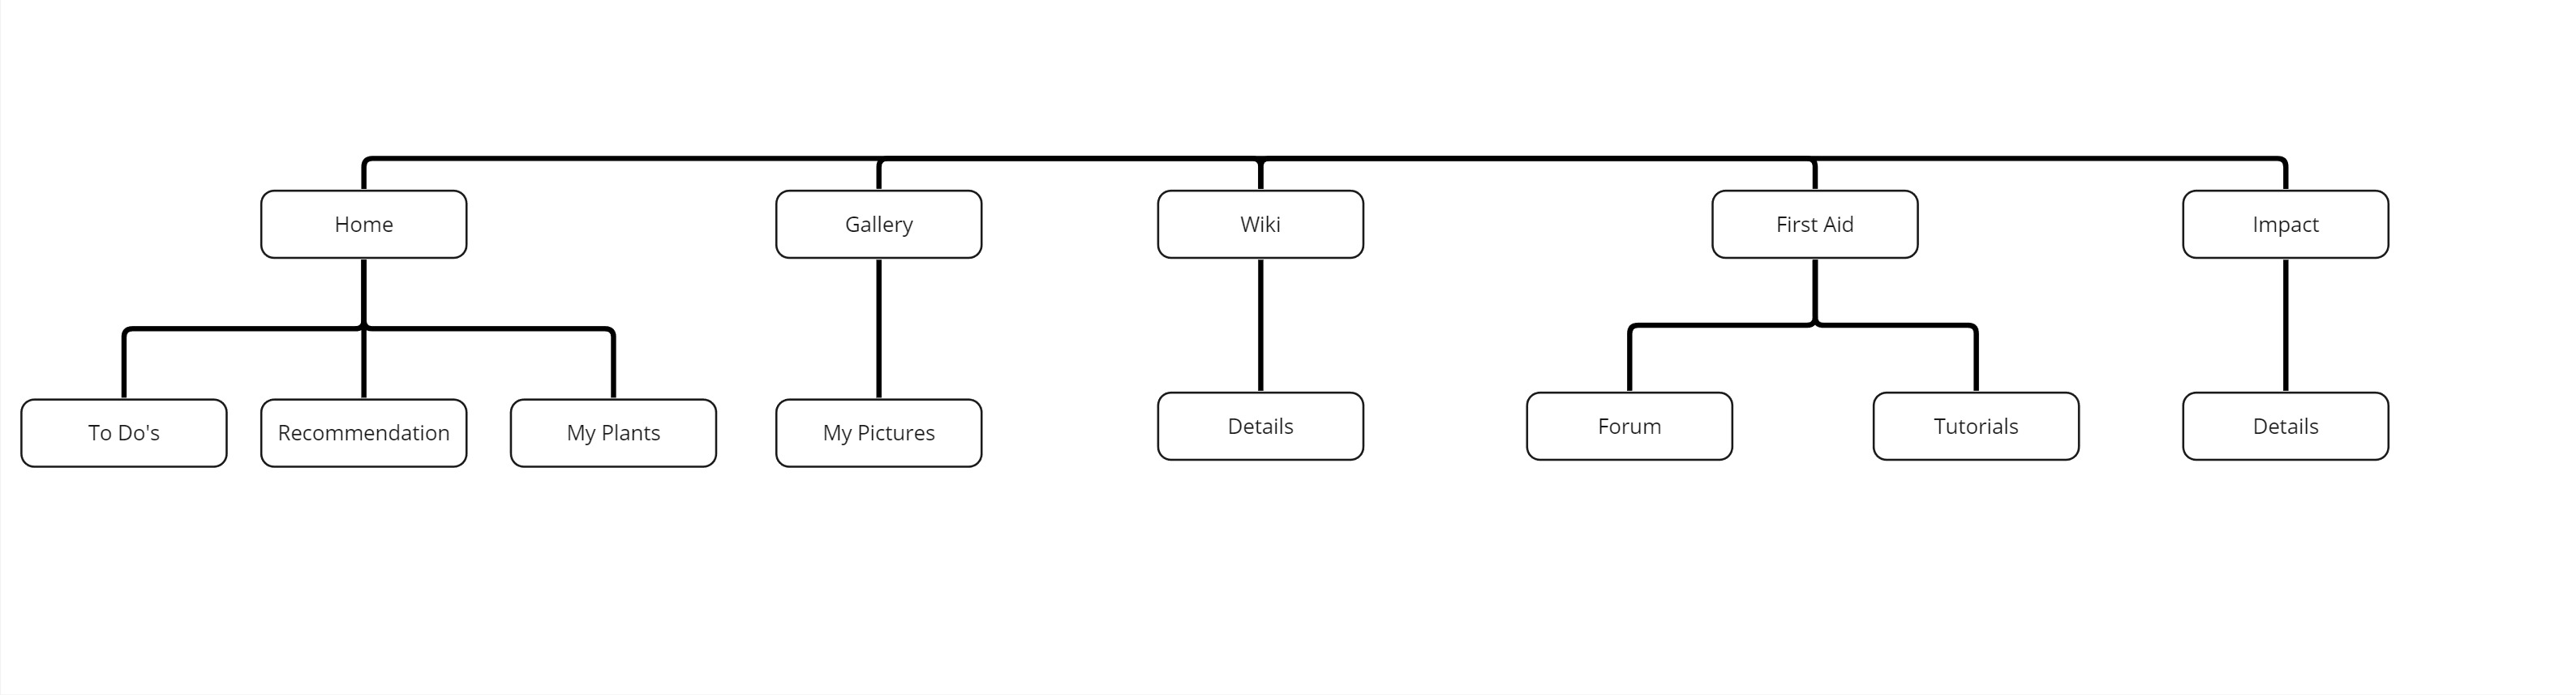 Home
Gallery
Wiki
First Aid
Impact
To Do's
Recommendation
My Plants
My Pictures
Details
Forum
Tutorials
Details